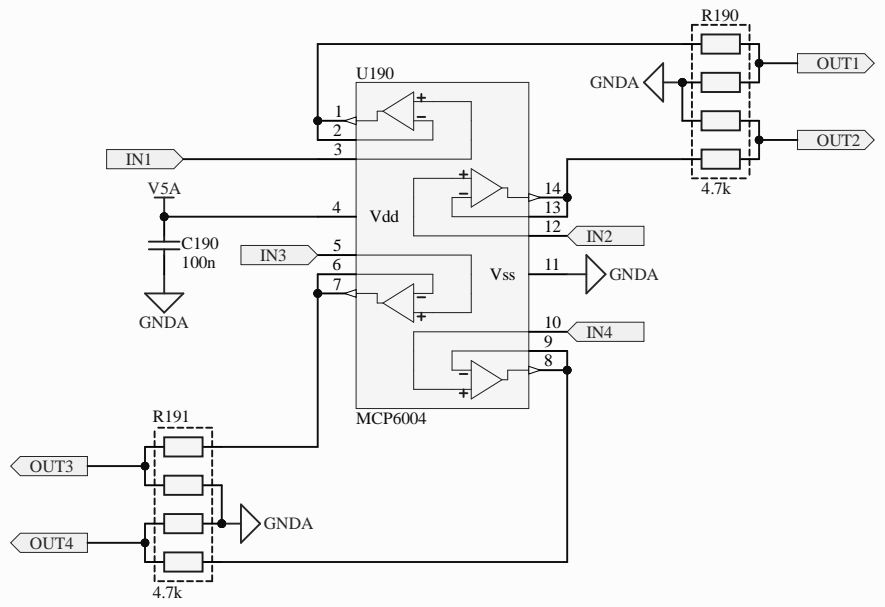 R190
U190
GNDA
OUT1
1
+
−
2
IN1
3
OUT2
V5A
+
−
14
4.7k
13
4
Vdd
12
IN2
C190
100n
IN3
5
6
Vss
11
GNDA
−
7
+
GNDA
10
IN4
9
−
8
+
R191
MCP6004
OUT3
GNDA
OUT4
4.7k